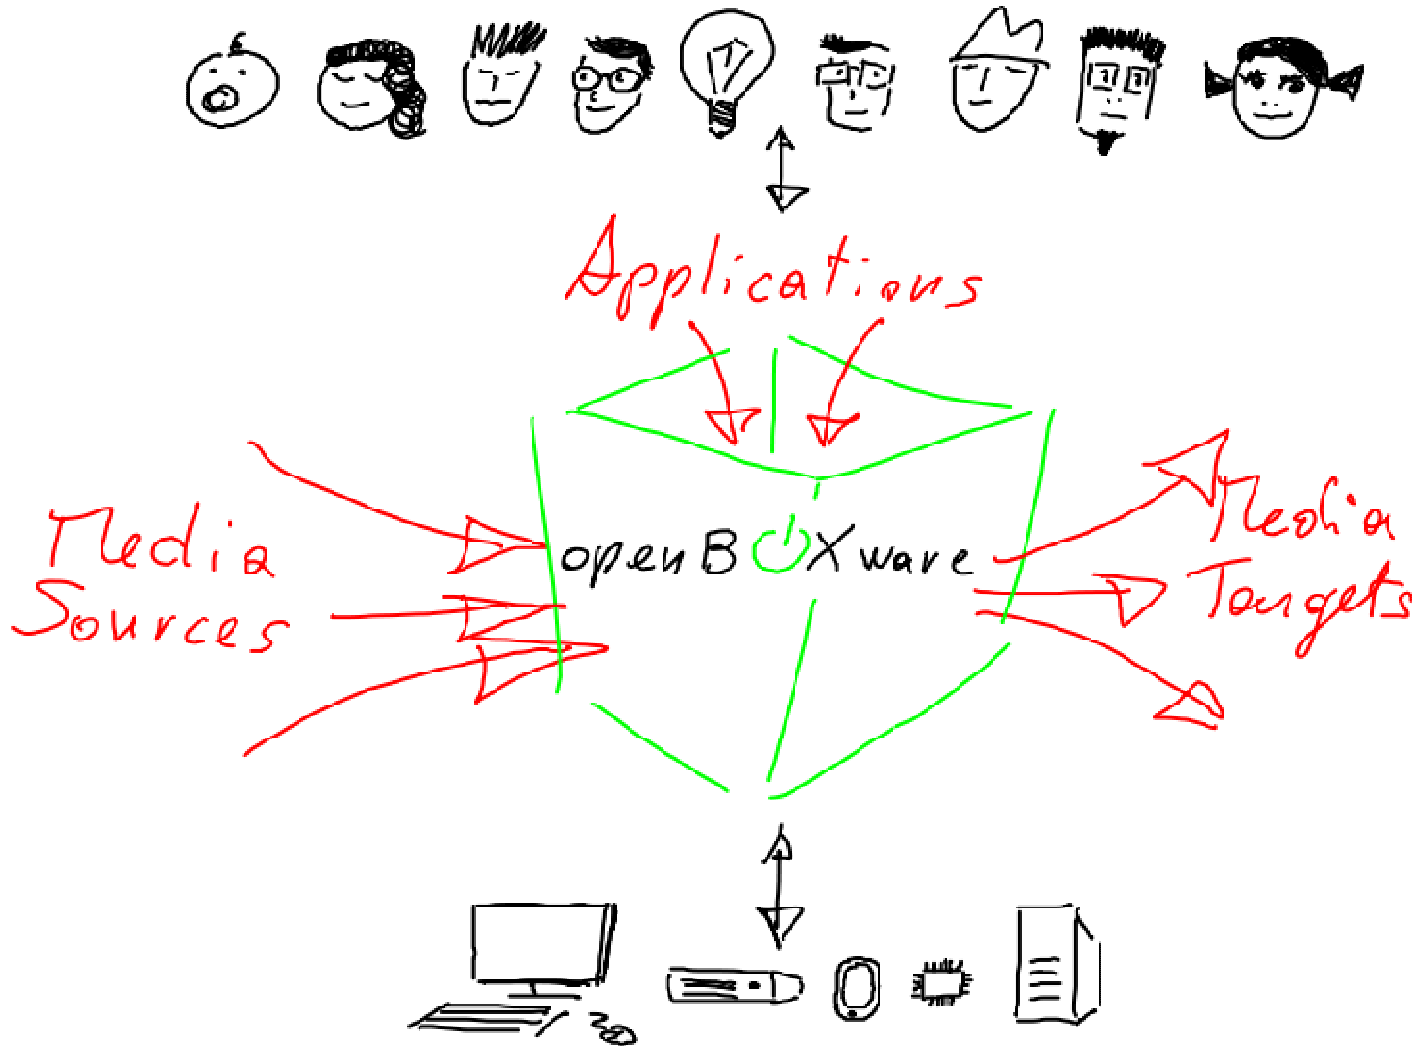 Applications
Media
Sources
openBOXware
Media
Targets